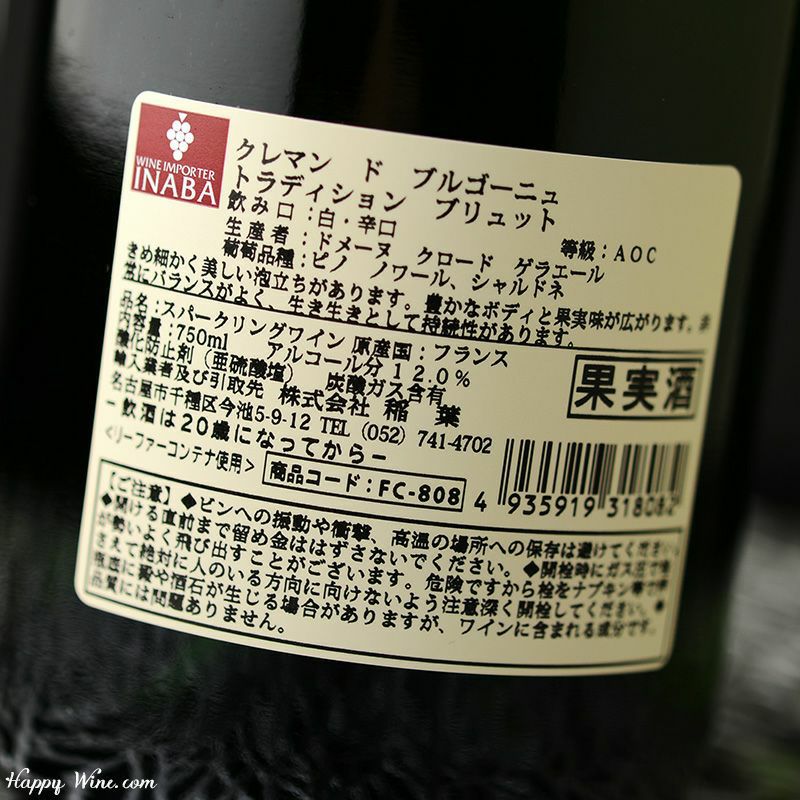 WINE IMPORTER
INABA
クレマン ド ブルゴーニュ
トラディション ブリュット
飲み口:白・辛口 等級:AOC
生産者:ドメーヌ クロード ゲラエール
葡萄品種:ピノ ノワール、シャルドネ
きめ細かく美しい泡立ちがあります。豊かなボディと果実味が広がります。非
常にバランスがよく、生き生きとして持続性があります。
品名:スパークリングワイン 原産国:フランス
内容量:750ml アルコール分12.0%
酸化防止剤(亜硫酸塩) 炭酸ガス含有
輸入業者及び引取先 株式会社 稲葉
名古屋市千種区今池5-9-12 TEL (052) 741-4702
果実酒
ー飲酒は20歳になってからー
<リーファーコンテナ使用> 商品コード:FC-808
4 935919 318082
【ご注意】◆ビンへの振動や衝撃、高温の場所への保存は避けてください。
◆開ける直前まで留め金ははずさないでください。◆開栓時にガス圧で栓
が勢いよく飛び出すことがございます。危険ですから栓をナプキン等で押
さえて絶対に人のいる方向に向けないよう注意深く開栓してください。◆
瓶底に澱や酒石が生じる場合がありますが、ワインに含まれる成分です。
品質には問題ありません。
Happy Wine.com